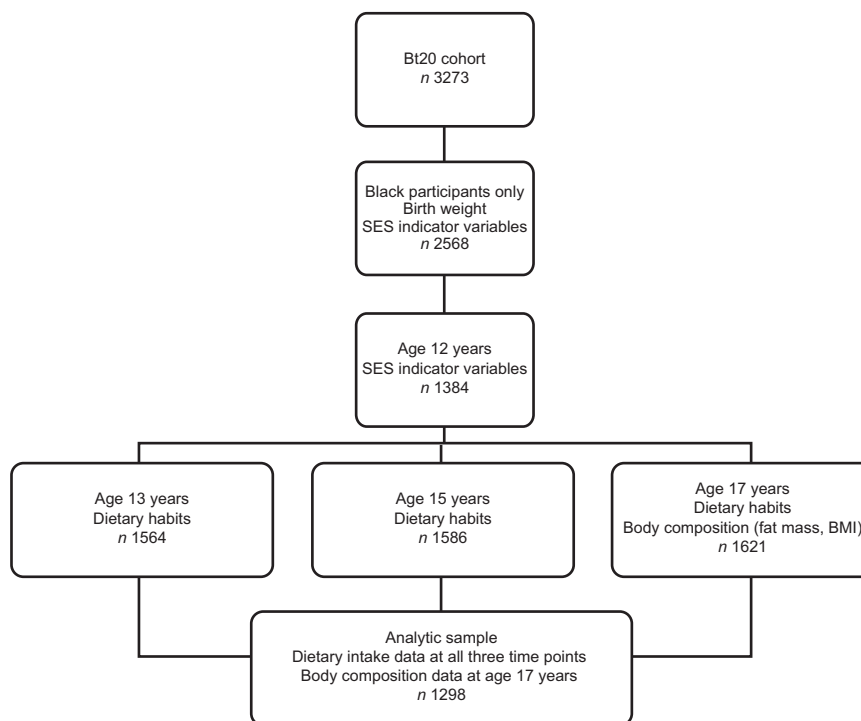 Bt20 cohort
n 3273
Black participants only
Birth weight
SES indicator variables
n 2568
Age 12 years
SES indicator variables
n 1384
Age 13 years
Dietary habits
n 1564
Age 15 years
Dietary habits
n 1586
Age 17 years
Dietary habits
Body composition (fat mass, BMI)
n 1621
Analytic sample
Dietary intake data at all three time points
Body composition data at age 17 years
n 1298